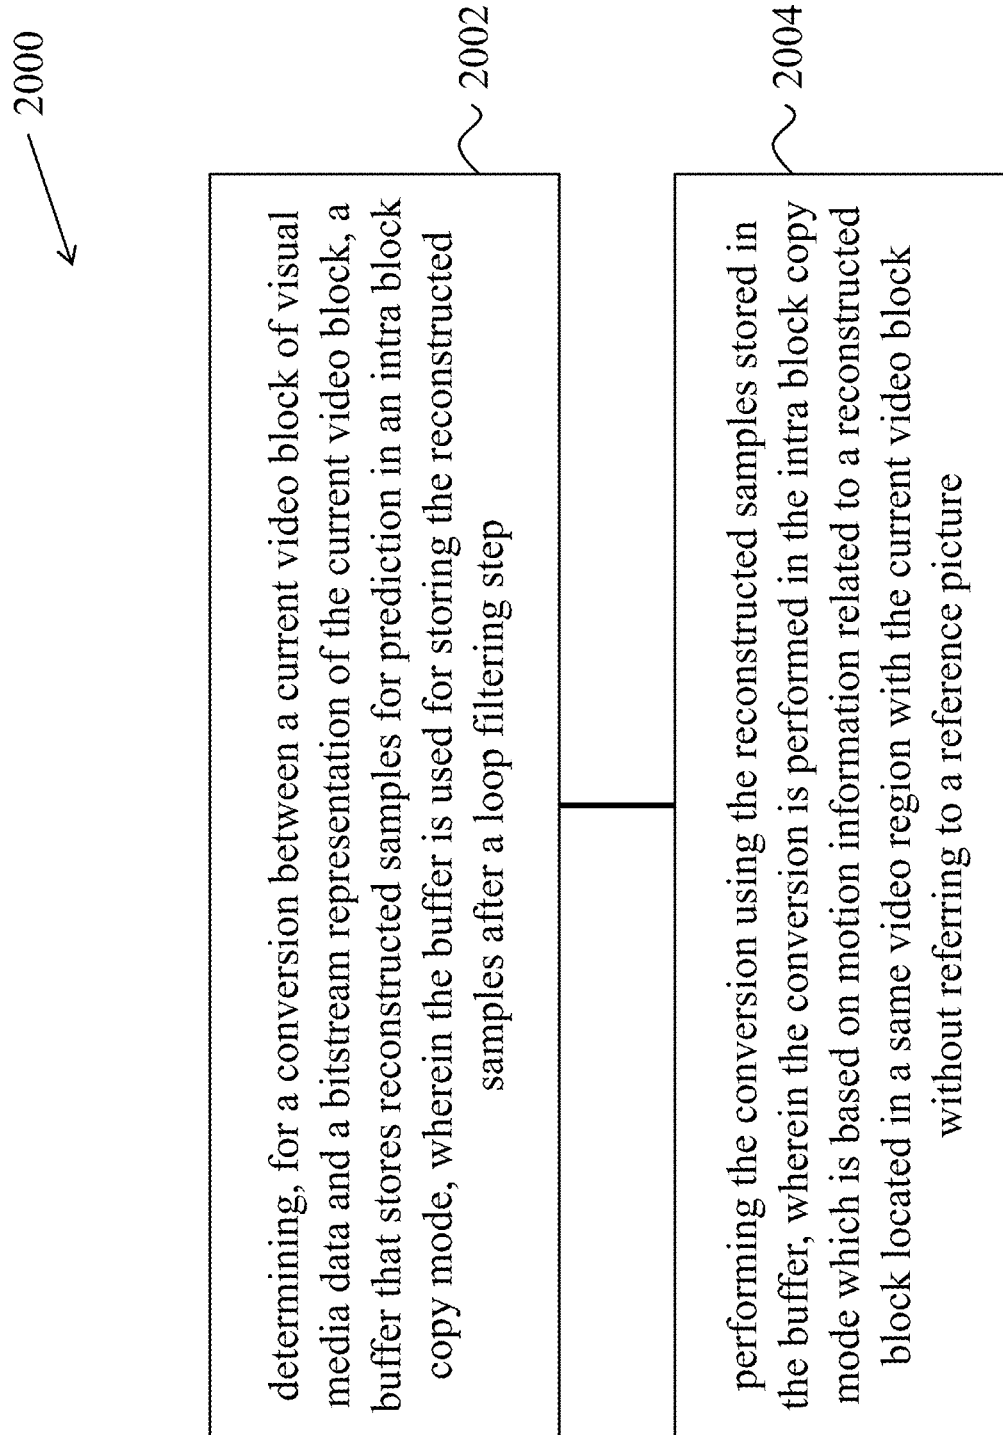 2000
determining, for a conversion between a current video block of visual
media data and a bitstream representation of the current video block, a
buffer that stores reconstructed samples for prediction in an intra block
copy mode, wherein the buffer is used for storing the reconstructed
samples after a loop filtering step
2002
performing the conversion using the reconstructed samples stored in
the buffer, wherein the conversion is performed in the intra block copy
mode which is based on motion information related to a reconstructed
block located in a same video region with the current video block
without referring to a reference picture
2004